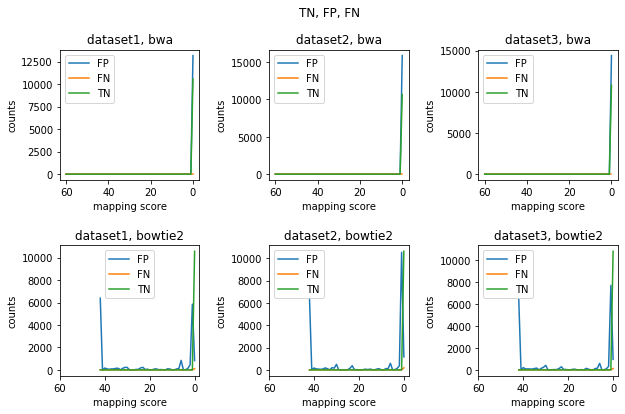 TN, FP, FN
dataset1, bwa
counts
12500
10000
7500
5000
2500
0
FP
FN
TN
60 40 20 0
mapping score
dataset2, bwa
counts
15000
10000
5000
0
FP
FN
TN
60 40 20 0
mapping score
dataset3, bwa
counts
15000
10000
5000
0
FP
FN
TN
60 40 20 0
mapping score
dataset1, bowtie2
counts
10000
8000
6000
4000
2000
0
FP
FN
TN
60 40 20 0
mapping score
dataset2, bowtie2
counts
10000
8000
6000
4000
2000
0
FP
FN
TN
60 40 20 0
mapping score
dataset3, bowtie2
counts
10000
8000
6000
4000
2000
0
FP
FN
TN
60 40 20 0
mapping score